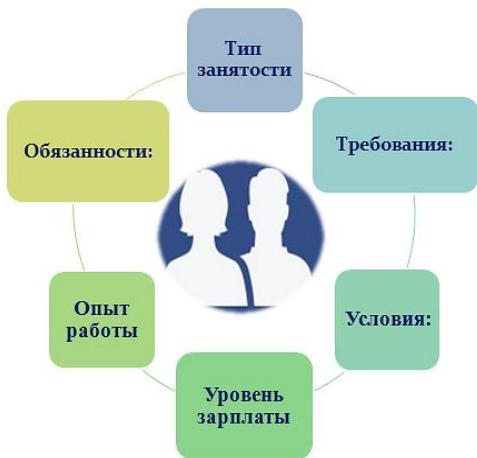 Тип
занятости
Требования:
Условия:
Уровень
зарплаты
Опыт
работы
Обязанности: